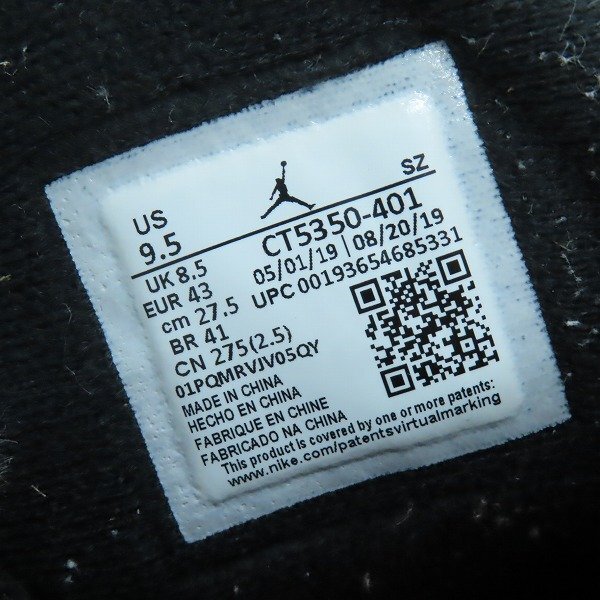 SZ
US
9.5
CT5350-401
UK 8.5
05/01/19 | 08/20/19
EUR 43
UPC 00193654685331
cm 27.5
BR 41
CN 275(2.5)
01PQMRVJV05QY
MADE IN CHINA
HECHO EN CHINA
FABRIQUE EN CHINE
FABRICADO NA CHINA
This product is covered by one or more patents:
www.nike.com/patentsvirtualmarking